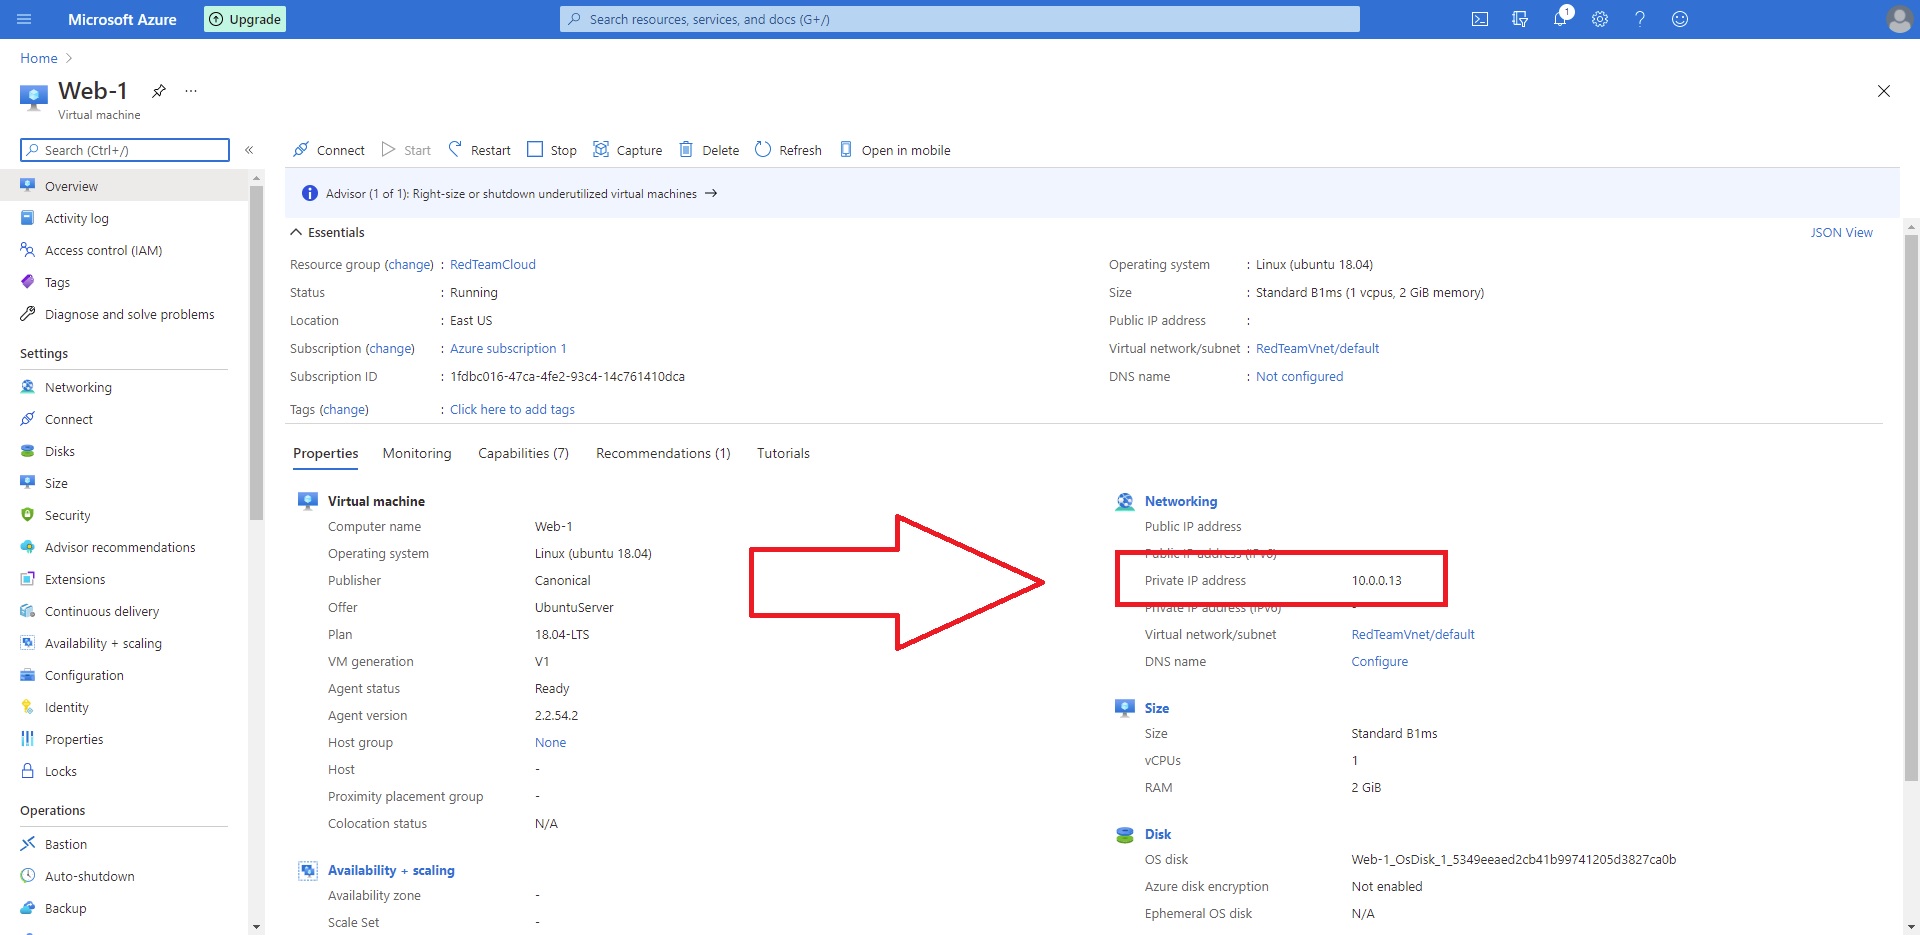 Microsoft Azure
Upgrade
Search resources, services, and docs (G+/)
1
Home
Web-1
Virtual machine
Search (Ctrl+/)
Overview
Activity log
Access control (IAM)
Tags
Diagnose and solve problems
Settings
Networking
Connect
Disks
Size
Security
Advisor recommendations
Extensions
Continuous delivery
Availability + scaling
Configuration
Identity
Properties
Locks
Operations
Bastion
Auto-shutdown
Backup
Connect Start Restart Stop Capture Delete Refresh Open in mobile
Advisor (1 of 1): Right-size or shutdown underutilized virtual machines →
Essentials
JSON View
Resource group (change) : RedTeamCloud
Status : Running
Location : East US
Subscription (change) : Azure subscription 1
Subscription ID : 1fdbc016-47ca-4fe2-93c4-14c761410dca
Tags (change) : Click here to add tags
Operating system : Linux (ubuntu 18.04)
Size : Standard B1ms (1 vcpus, 2 GiB memory)
Public IP address :
Virtual network/subnet : RedTeamVnet/default
DNS name : Not configured
Properties Monitoring Capabilities (7) Recommendations (1) Tutorials
Virtual machine
Computer name Web-1
Operating system Linux (ubuntu 18.04)
Publisher Canonical
Offer UbuntuServer
Plan 18.04-LTS
VM generation V1
Agent status Ready
Agent version 2.2.54.2
Host group None
Host -
Proximity placement group -
Colocation status N/A
Availability + scaling
Availability zone -
Scale Set -
Networking
Public IP address
Public IP address (IPv6)
Private IP address 10.0.0.13
Private IP address (IPv6) -
Virtual network/subnet RedTeamVnet/default
DNS name Configure
Size
Size Standard B1ms
vCPUs 1
RAM 2 GiB
Disk
OS disk Web-1_OsDisk_1_5349eeaed2cb41b99741205d3827ca0b
Azure disk encryption Not enabled
Ephemeral OS disk N/A